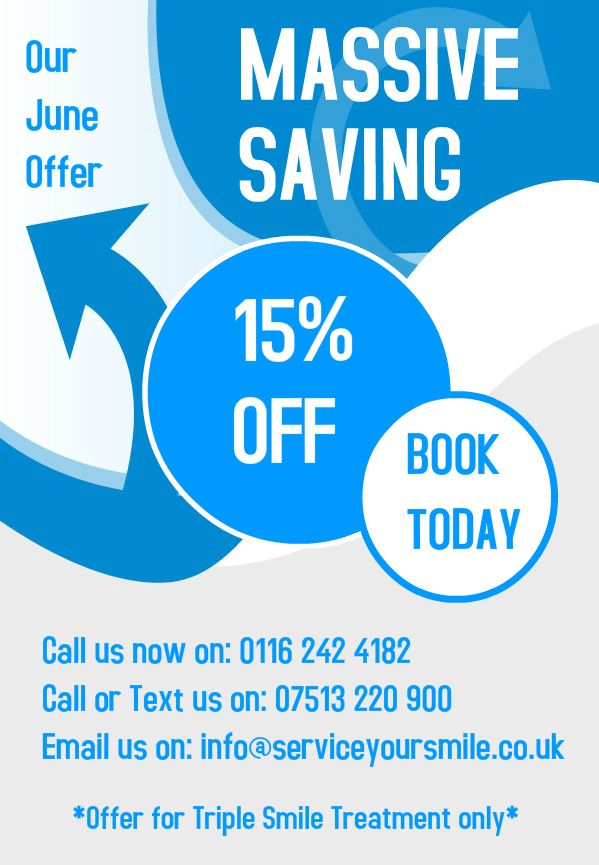 Our
June
Offer
MASSIVE
SAVING
15%
OFF
BOOK
TODAY
Call us now on: 0116 242 4182
Call or Text us on: 07513 220 900
Email us on: info@serviceyoursmile.co.uk
*Offer for Triple Smile Treatment only*